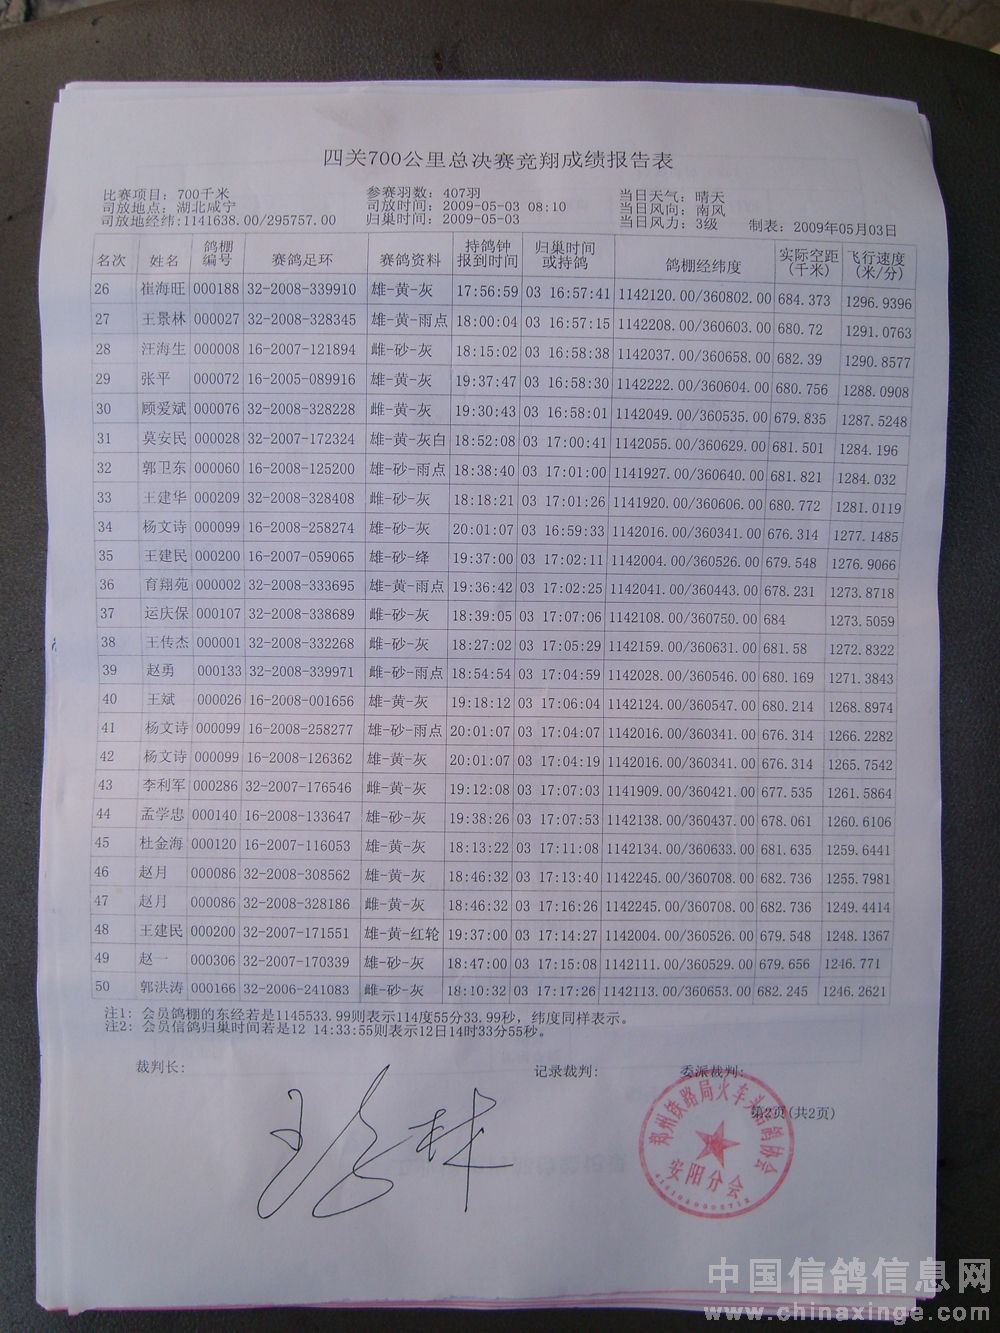 四关700公里总决赛竞翔成绩报告表
比赛项目: 700千米 参赛羽数: 407羽 当日天气: 晴天
司放地点: 湖北咸宁 司放时间: 2009-05-03 08:10 当日风向: 南风
司放地经纬:1141638.00/295757.00 归巢时间: 2009-05-03 当日风力: 3级 制表: 2009年05月03日
名次 姓名 鸽棚编号 赛鸽足环 赛鸽资料 持鸽钟报到时间 归巢时间或持鸽 鸽棚经纬度 实际空距(千米) 飞行速度(米/分)
26 崔海旺 000188 32-2008-339910 雄-黄-灰 17:56:59 03 16:57:41 1142120.00/360802.00 684.373 1296.9396
27 王景林 000027 32-2008-328345 雄-黄-雨点 18:00:04 03 16:57:15 1142208.00/360603.00 680.72 1291.0763
28 汪海生 000008 16-2007-121894 雌-砂-灰 18:15:02 03 16:58:38 1142037.00/360658.00 682.39 1290.8577
29 张平 000072 16-2005-089916 雄-黄-灰 19:37:47 03 16:58:30 1142222.00/360604.00 680.756 1288.0908
30 顾爱斌 000076 32-2008-328228 雌-黄-灰 19:30:43 03 16:58:01 1142049.00/360535.00 679.835 1287.5248
31 莫安民 000028 32-2007-172324 雄-黄-灰白 18:52:08 03 17:00:41 1142055.00/360629.00 681.501 1284.196
32 郭卫东 000060 16-2008-125200 雄-砂-雨点 18:38:40 03 17:01:00 1141927.00/360640.00 681.821 1284.032
33 王建华 000209 32-2008-328408 雌-砂-灰 18:18:21 03 17:01:26 1141920.00/360606.00 680.772 1281.0119
34 杨文诗 000099 16-2008-258274 雄-砂-灰 20:01:07 03 16:59:33 1142016.00/360341.00 676.314 1277.1485
35 王建民 000200 16-2007-059065 雄-砂-绛 19:37:00 03 17:02:11 1142004.00/360526.00 679.548 1276.9066
36 育翔苑 000002 32-2008-333695 雄-黄-雨点 19:36:42 03 17:02:25 1142041.00/360443.00 678.231 1273.8718
37 运庆保 000107 32-2008-338689 雌-砂-灰 18:39:05 03 17:07:06 1142108.00/360750.00 684 1273.5059
38 王传杰 000001 32-2008-332268 雌-砂-灰 18:27:02 03 17:05:29 1142159.00/360631.00 681.58 1272.8322
39 赵勇 000133 32-2008-339971 雌-砂-雨点 18:54:54 03 17:04:59 1142028.00/360546.00 680.169 1271.3843
40 王斌 000026 16-2008-001656 雄-黄-灰 19:18:12 03 17:06:04 1142124.00/360547.00 680.214 1268.8974
41 杨文诗 000099 16-2008-258277 雄-砂-雨点 20:01:07 03 17:04:07 1142016.00/360341.00 676.314 1266.2282
42 杨文诗 000099 16-2008-126362 雄-黄-灰 20:01:07 03 17:04:19 1142016.00/360341.00 676.314 1265.7542
43 李利军 000286 32-2007-176546 雌-黄-灰 19:12:08 03 17:07:03 1141909.00/360421.00 677.535 1261.5864
44 孟学忠 000140 16-2008-133647 雄-砂-灰 19:38:26 03 17:07:53 1142138.00/360437.00 678.061 1260.6106
45 杜金海 000120 16-2007-116053 雄-黄-灰 18:13:22 03 17:11:08 1142134.00/360633.00 681.635 1259.6441
46 赵月 000086 32-2008-308562 雄-黄-灰 18:46:32 03 17:13:40 1142245.00/360708.00 682.736 1255.7981
47 赵月 000086 32-2008-328186 雌-黄-灰 18:46:32 03 17:16:26 1142245.00/360708.00 682.736 1249.4414
48 王建民 000200 32-2007-171551 雄-黄-红轮 19:37:00 03 17:14:27 1142004.00/360526.00 679.548 1248.1367
49 赵一 000306 32-2007-170339 雄-砂-灰 18:47:00 03 17:15:08 1142111.00/360529.00 679.656 1246.771
50 郭洪涛 000166 32-2006-241083 雌-砂-灰 18:10:32 03 17:17:26 1142113.00/360653.00 682.245 1246.2621
注1: 会员鸽棚的东经若是1145533.99则表示114度55分33.99秒，纬度同样表示。
注2: 会员信鸽归巢时间若是12 14:33:55则表示12日14时33分55秒。
裁判长: 记录裁判: 委派裁判:
第2页(共2页)
郑州铁路局火车头信鸽协会
安阳分会
中国信鸽信息网
www.chinaxinge.com